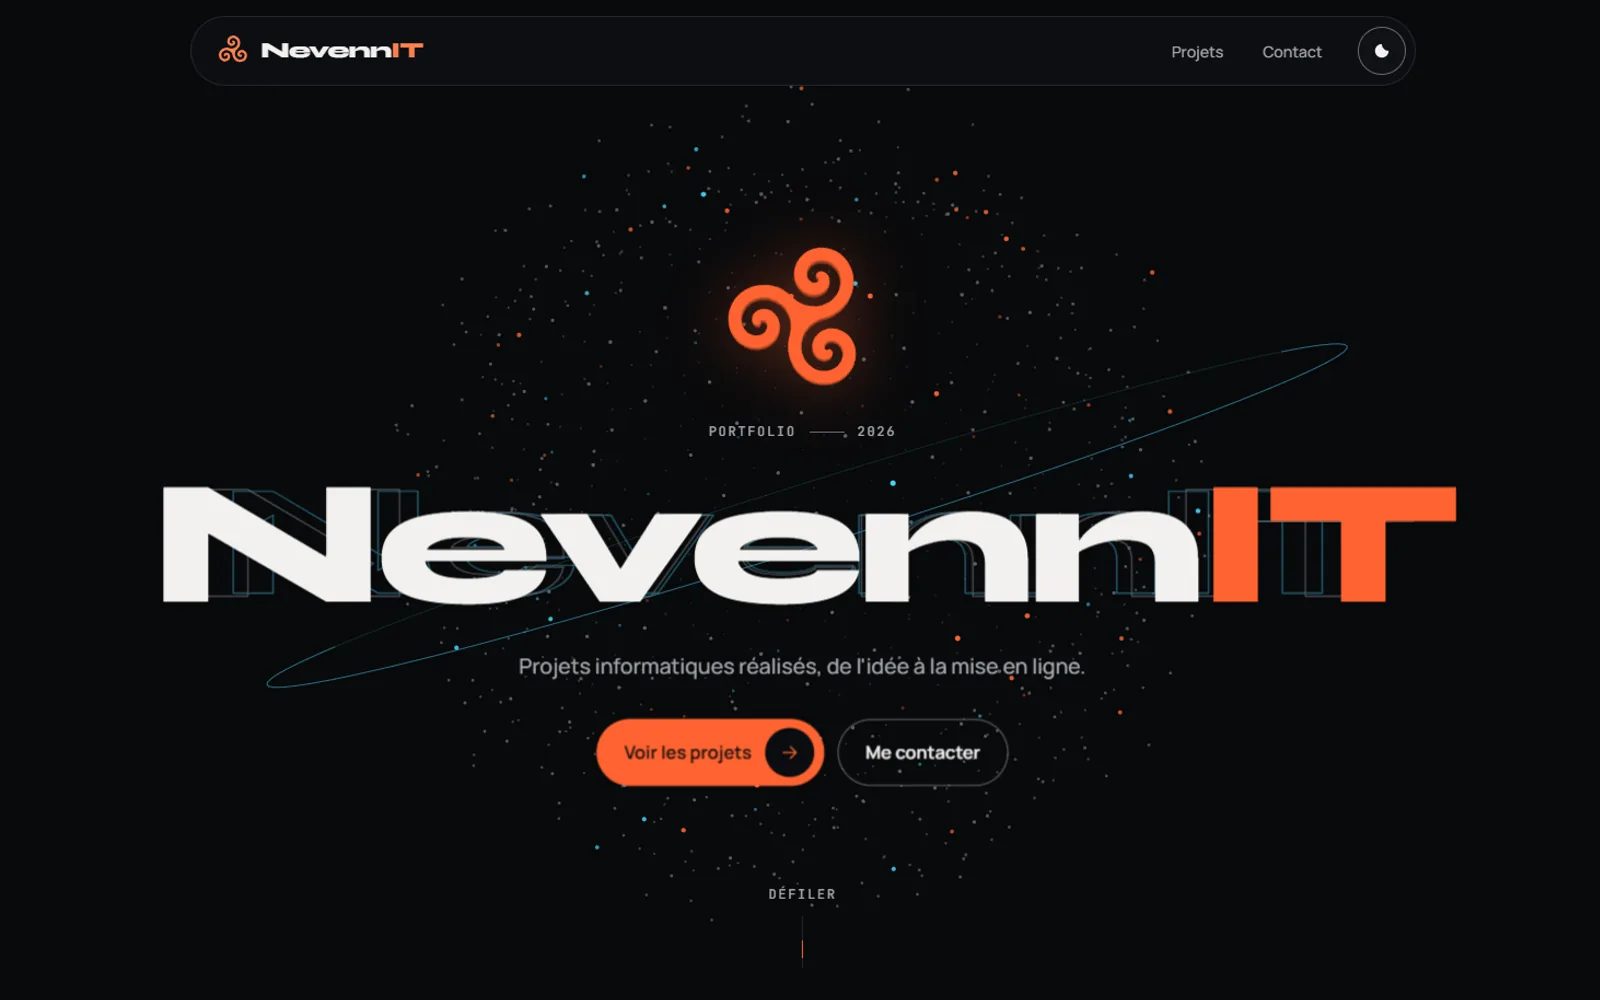 NevennIT
Projets
Contact
PORTFOLIO — 2026
NevennIT
Projets informatiques réalisés, de l'idée à la mise en ligne.
Voir les projets →
Me contacter
DÉFILER